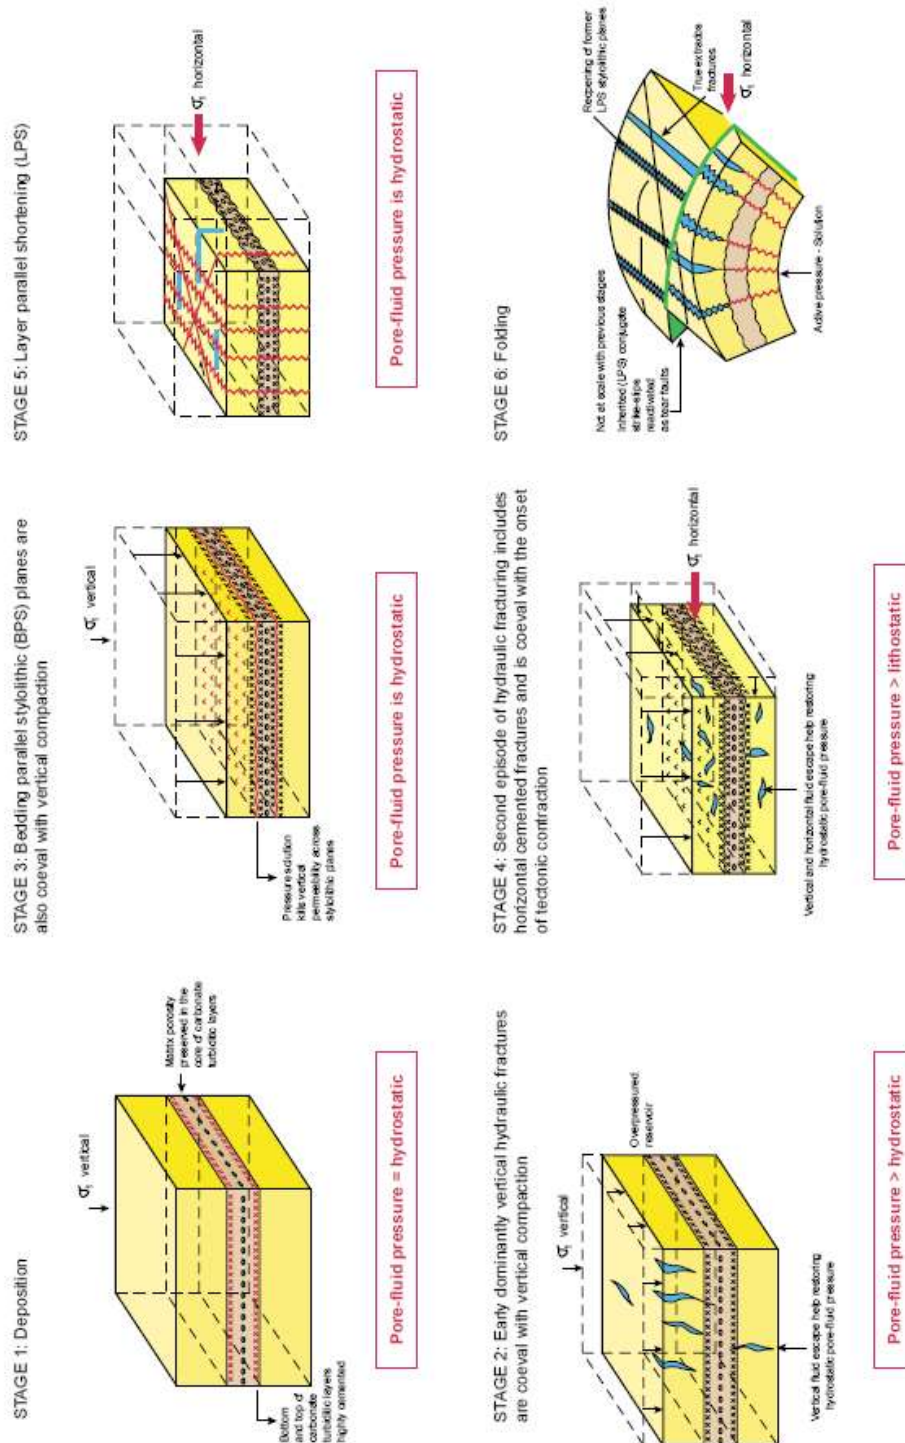 STAGE 1: Deposition
σ₁ vertical
Matrix porosity
preserved in the
core of carbonate
turbiditic layers
Bottom
and top of
carbonate
turbiditic layers
highly cemented
Pore-fluid pressure = hydrostatic
STAGE 2: Early dominantly vertical hydraulic fractures
are coeval with vertical compaction
σ₁ vertical
Overpressured
reservoir
Vertical fluid escape help restoring
hydrostatic pore-fluid pressure
Pore-fluid pressure > hydrostatic
STAGE 3: Bedding parallel stylolithic (BPS) planes are
also coeval with vertical compaction
σ₁ vertical
Pressure solution
kills vertical
permeability across
stylolithic planes
Pore-fluid pressure is hydrostatic
STAGE 4: Second episode of hydraulic fracturing includes
horizontal cemented fractures and is coeval with the onset
of tectonic contraction
σ₁ horizontal
Vertical and horizontal fluid escape help restoring
hydrostatic pore-fluid pressure
Pore-fluid pressure > lithostatic
STAGE 5: Layer parallel shortening (LPS)
σ₁ horizontal
Pore-fluid pressure is hydrostatic
STAGE 6: Folding
Reopening of former
LPS stylolithic planes
True extrados
fractures
σ₁ horizontal
Not at scale with previous stages
Inherited (LPS) conjugate
strike-slips
reactivated
as tear faults
Active pressure - Solution